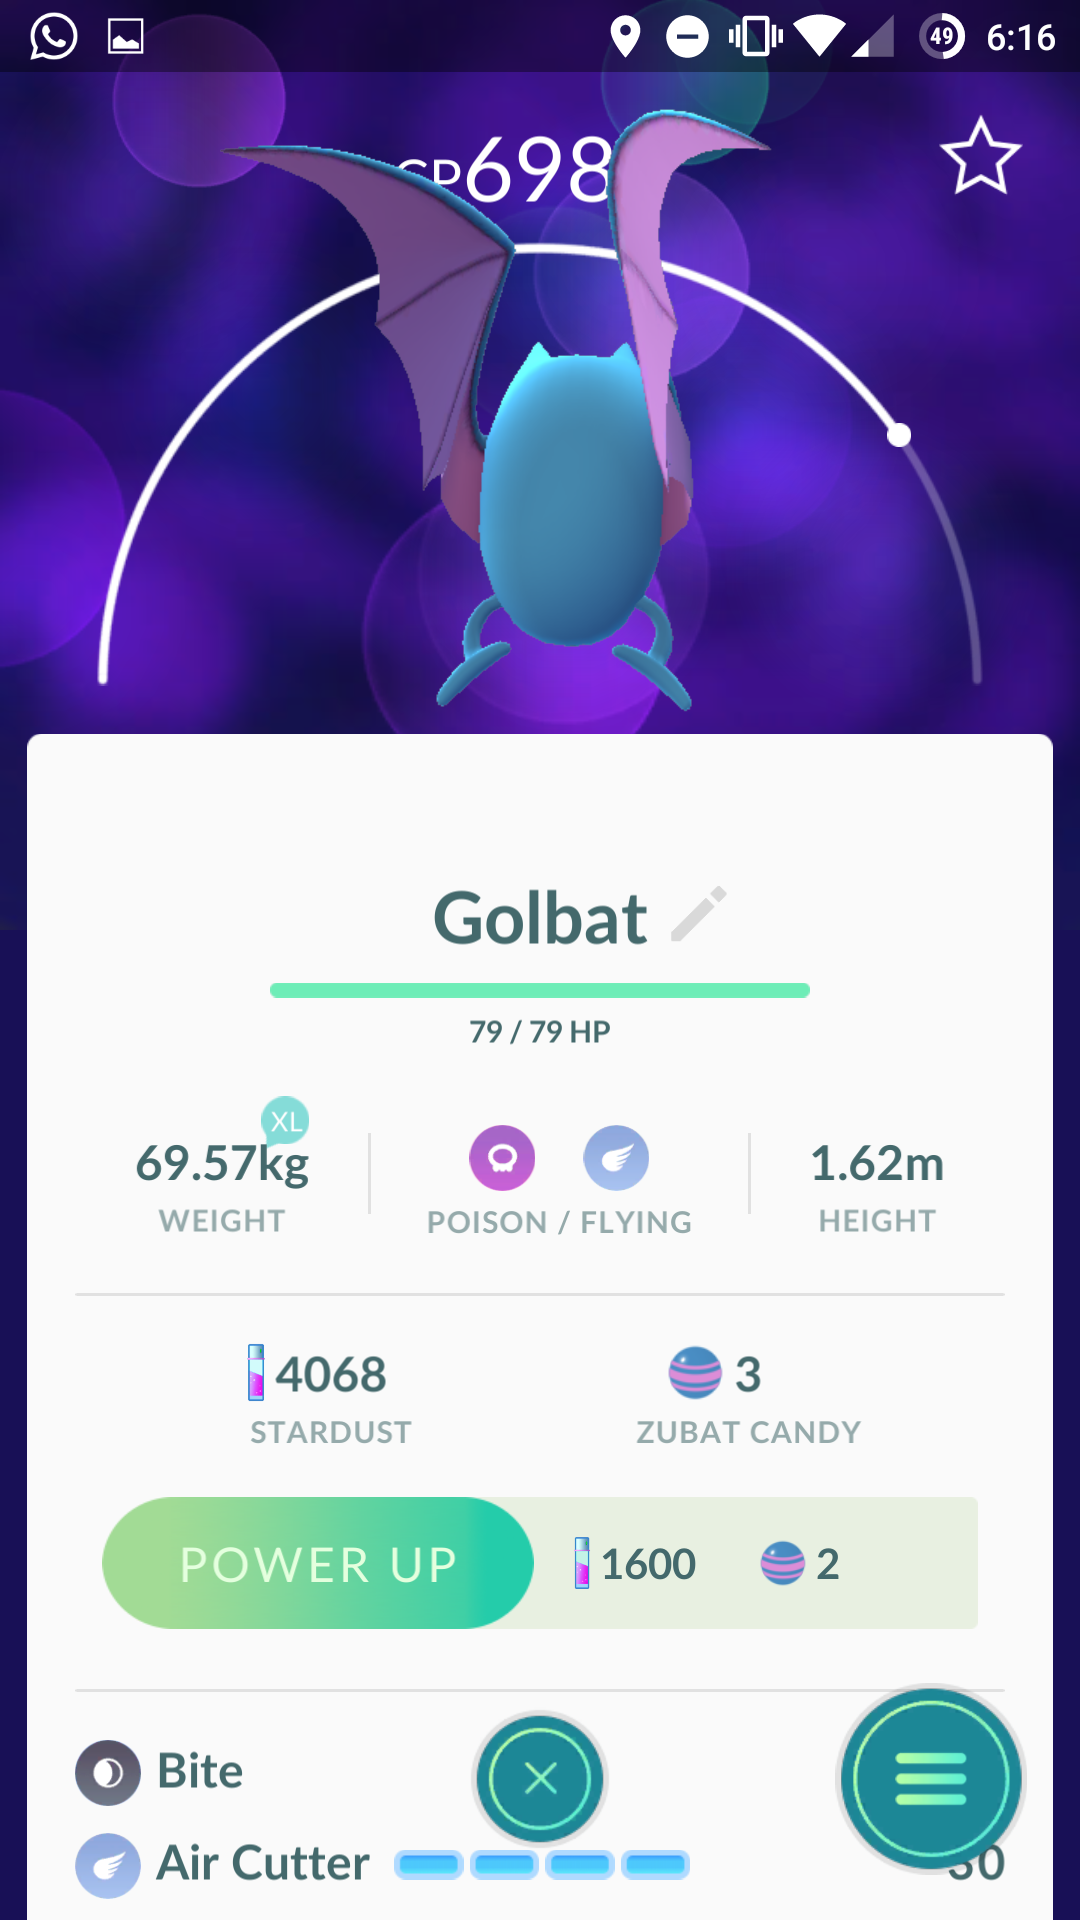 49 6:16
CP698
Golbat
79 / 79 HP
XL
69.57kg
WEIGHT
POISON / FLYING
1.62m
HEIGHT
4068
STARDUST
3
ZUBAT CANDY
POWER UP 1600 2
Bite
Air Cutter 30